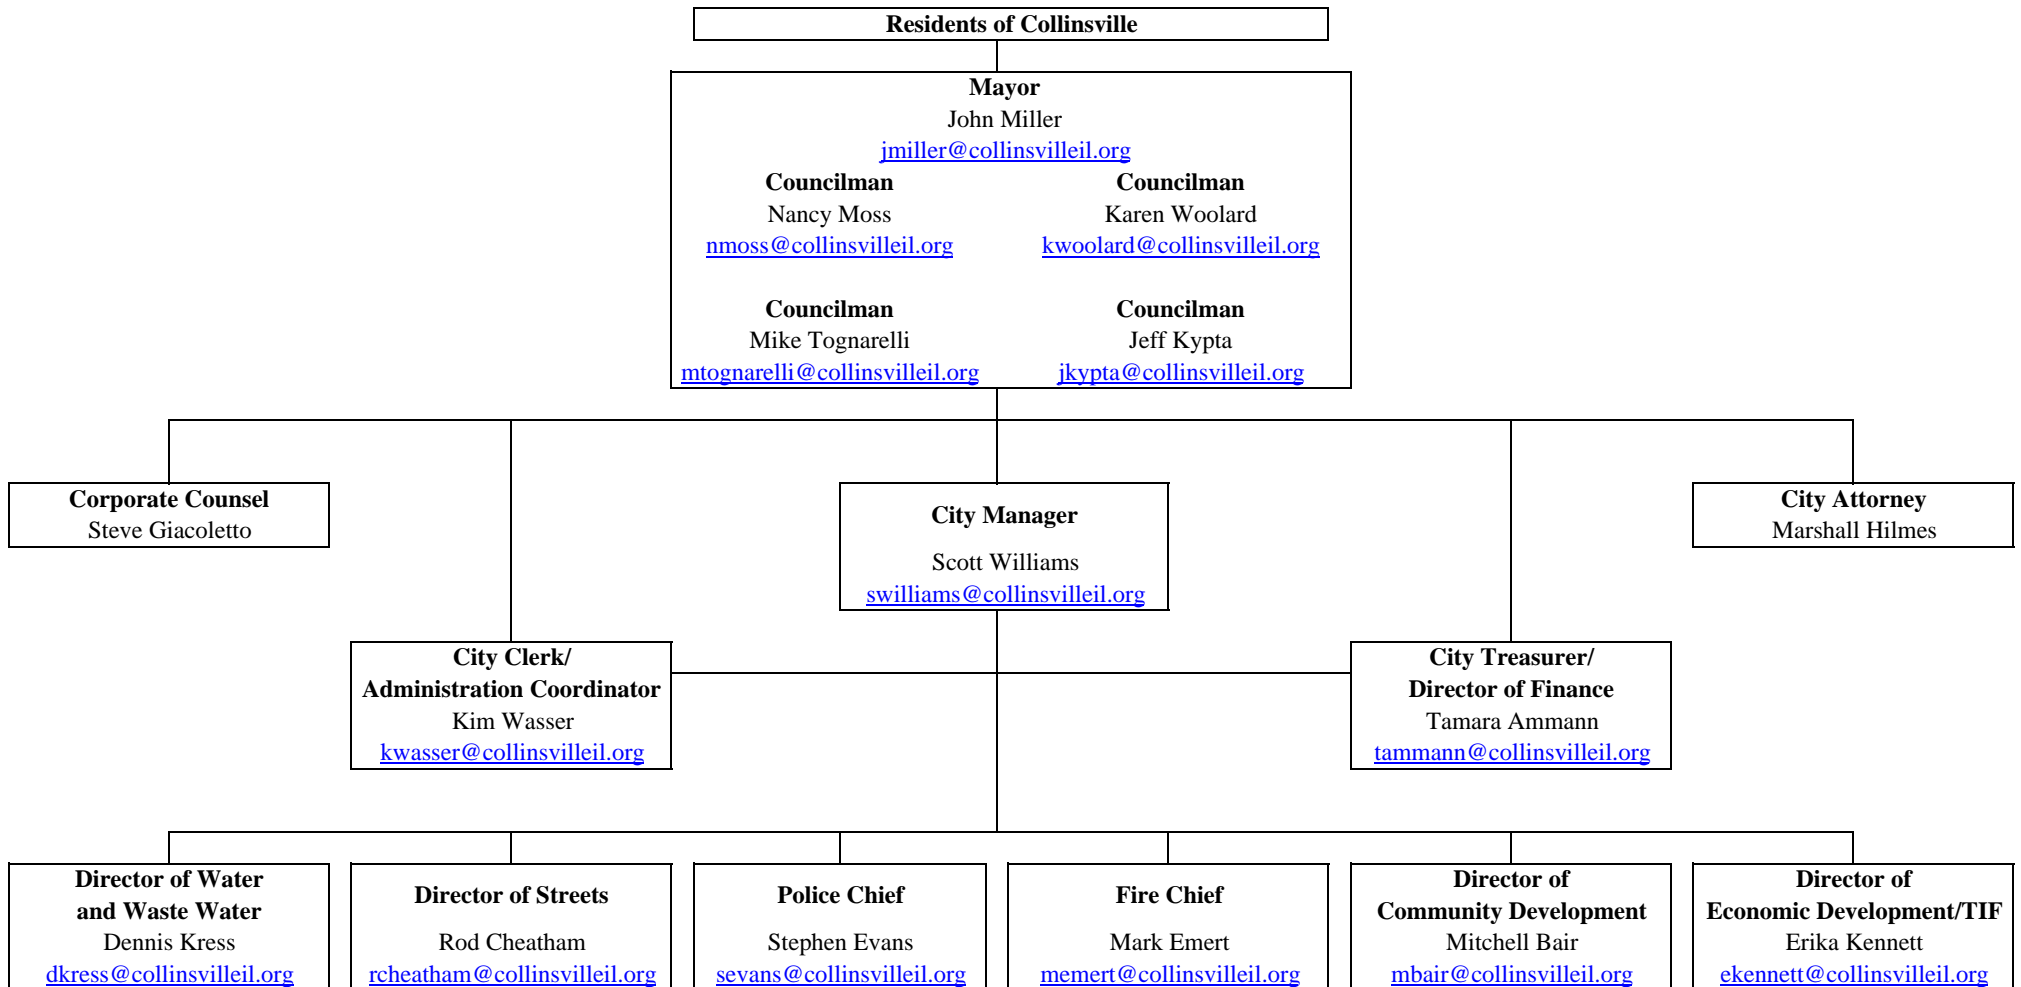 Residents of Collinsville
Mayor
John Miller
jmiller@collinsvilleil.org
Councilman
Nancy Moss
nmoss@collinsvilleil.org
Councilman
Karen Woolard
kwoolard@collinsvilleil.org
Councilman
Mike Tognarelli
mtognarelli@collinsvilleil.org
Councilman
Jeff Kypta
jkypta@collinsvilleil.org
Corporate Counsel
Steve Giacoletto
City Manager
Scott Williams
swilliams@collinsvilleil.org
City Attorney
Marshall Hilmes
City Clerk/
Administration Coordinator
Kim Wasser
kwasser@collinsvilleil.org
City Treasurer/
Director of Finance
Tamara Ammann
tammann@collinsvilleil.org
Director of Water
and Waste Water
Dennis Kress
dkress@collinsvilleil.org
Director of Streets
Rod Cheatham
rcheatham@collinsvilleil.org
Police Chief
Stephen Evans
sevans@collinsvilleil.org
Fire Chief
Mark Emert
memert@collinsvilleil.org
Director of
Community Development
Mitchell Bair
mbair@collinsvilleil.org
Director of
Economic Development/TIF
Erika Kennett
ekennett@collinsvilleil.org